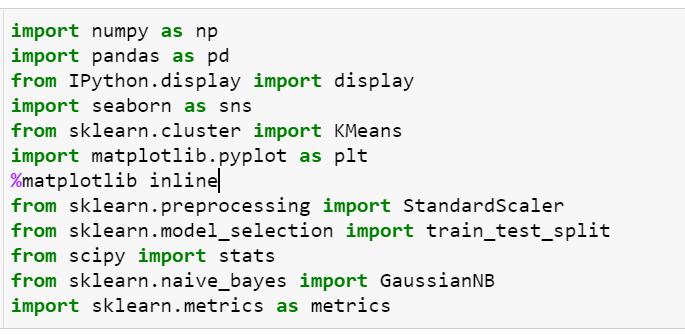 import numpy as np
import pandas as pd
from IPython.display import display
import seaborn as sns
from sklearn.cluster import KMeans
import matplotlib.pyplot as plt
%matplotlib inline
from sklearn.preprocessing import StandardScaler
from sklearn.model_selection import train_test_split
from scipy import stats
from sklearn.naive_bayes import GaussianNB
import sklearn.metrics as metrics